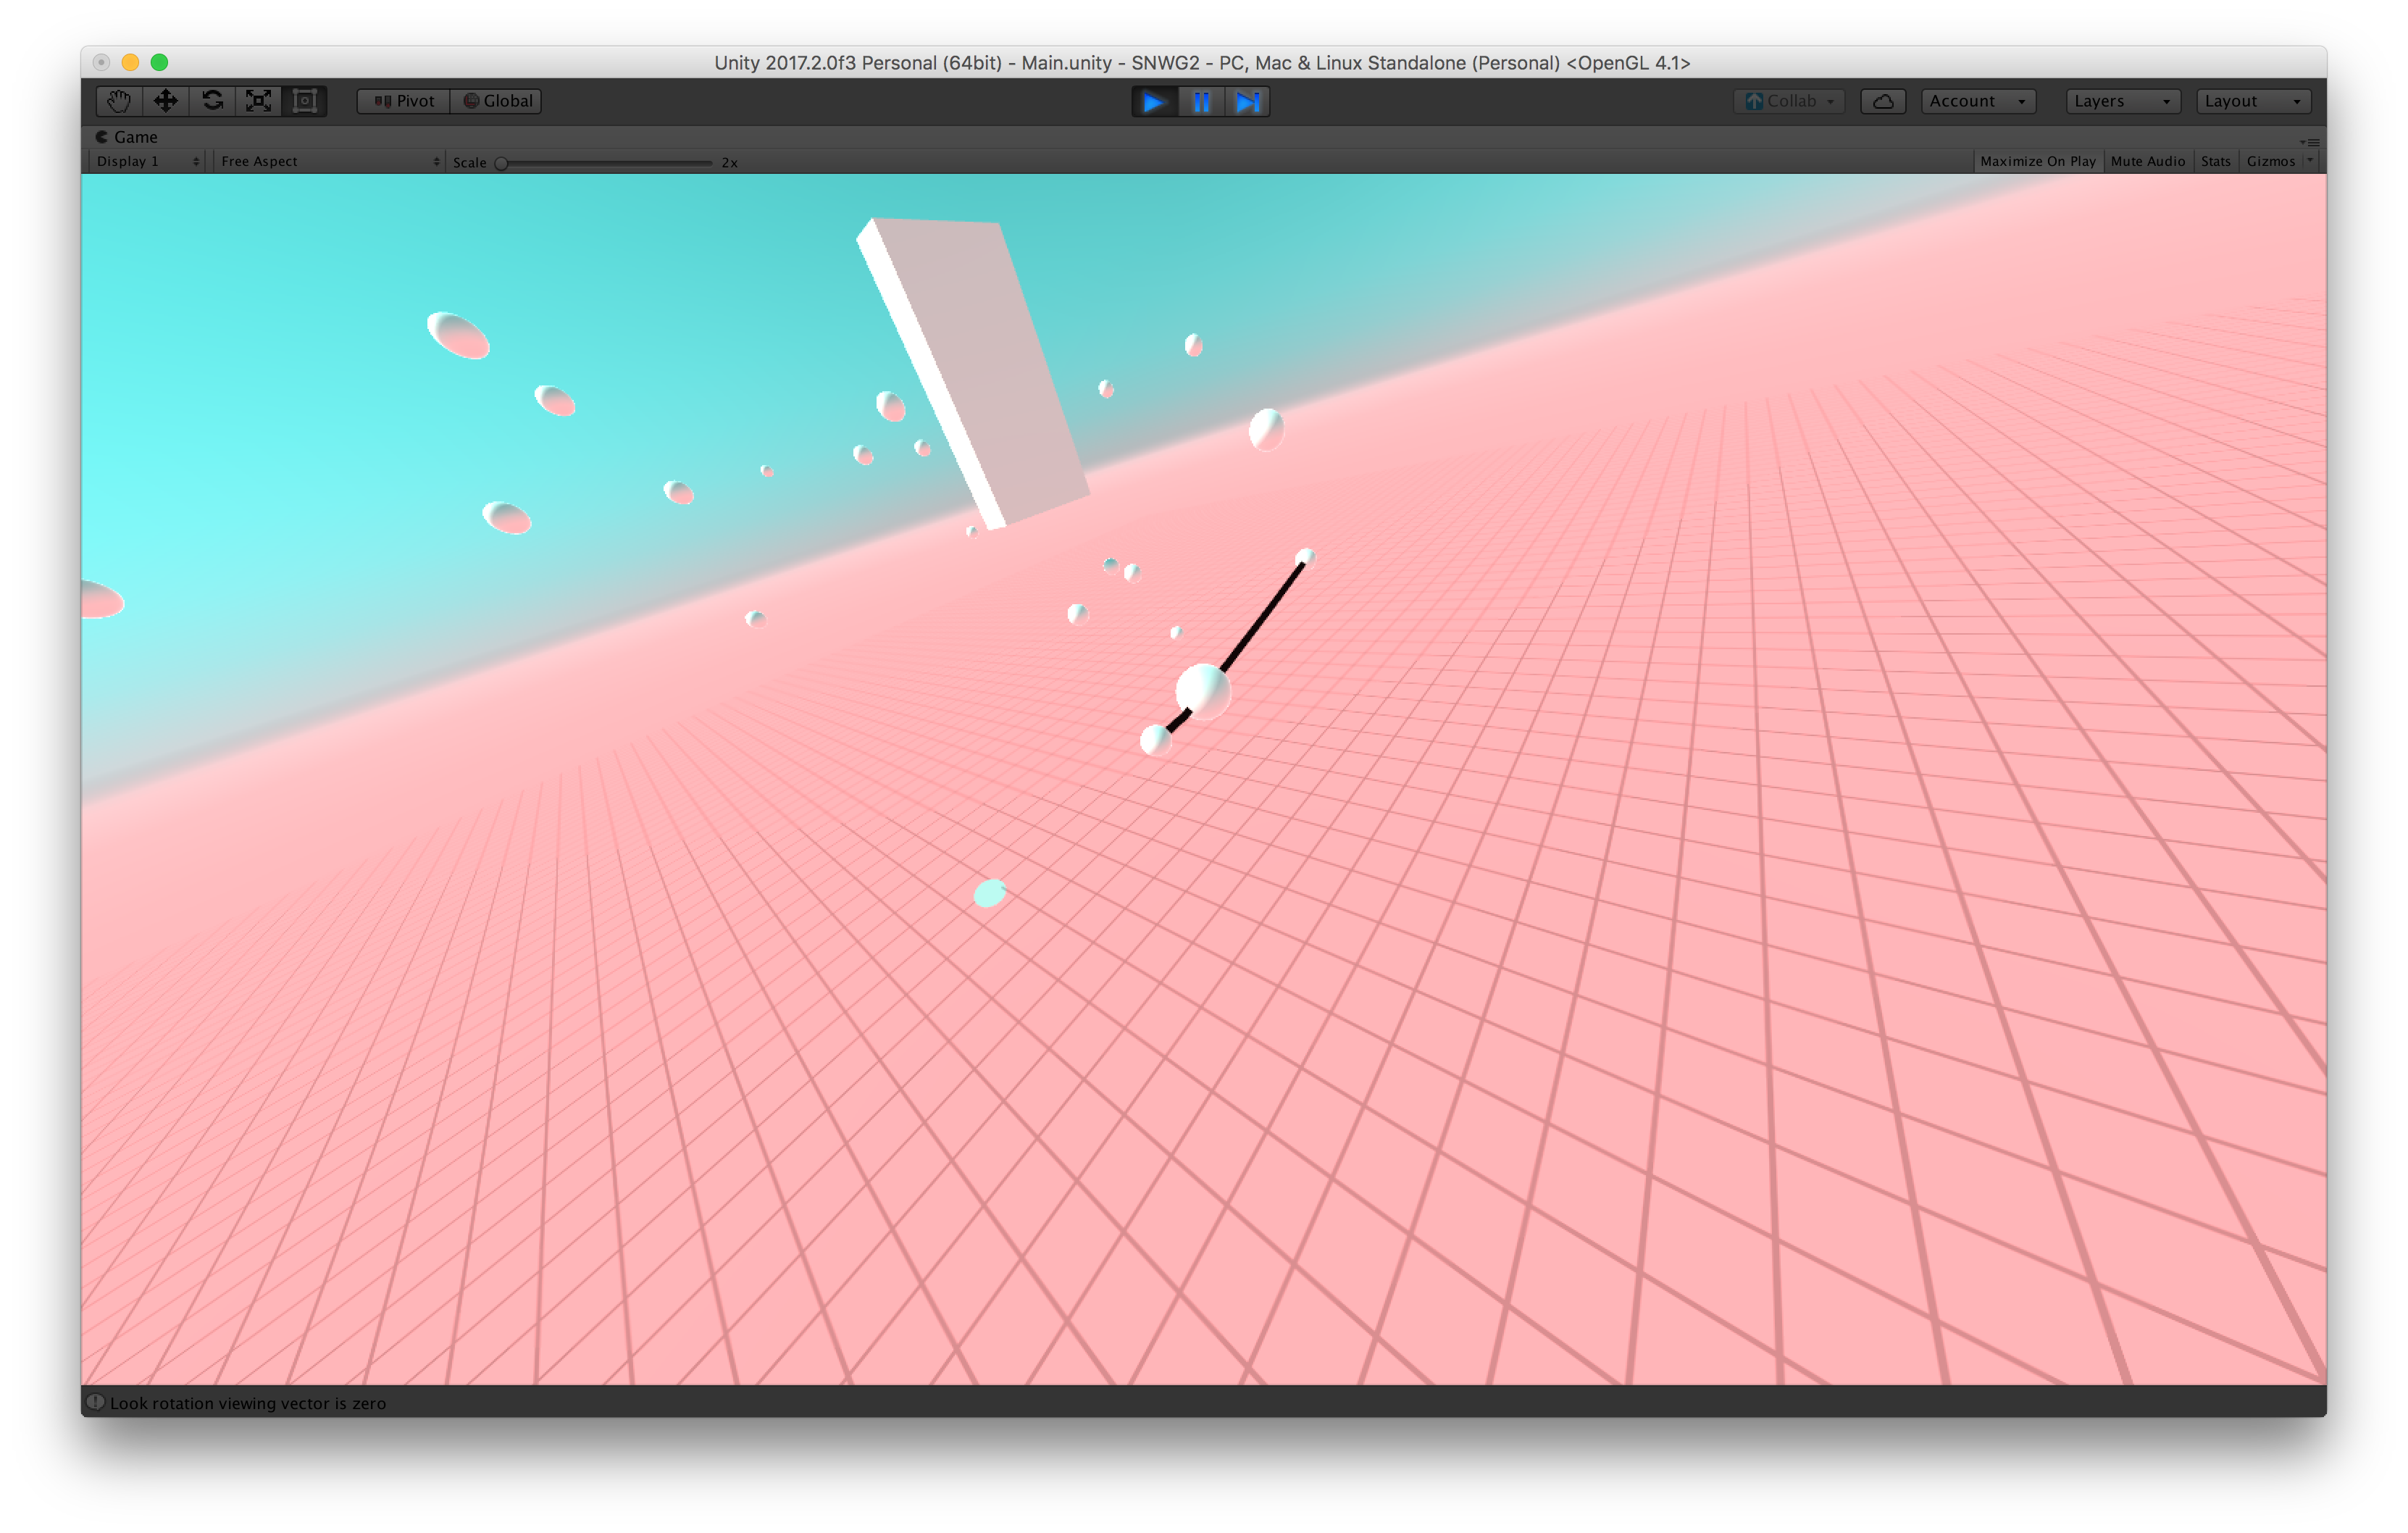 Unity 2017.2.0f3 Personal (64bit) - Main.unity - SNWG2 - PC, Mac & Linux Standalone (Personal) <OpenGL 4.1>
Pivot Global Collab Account Layers Layout
Game
Display 1 Free Aspect Scale 2x Maximize On Play Mute Audio Stats Gizmos
Look rotation viewing vector is zero